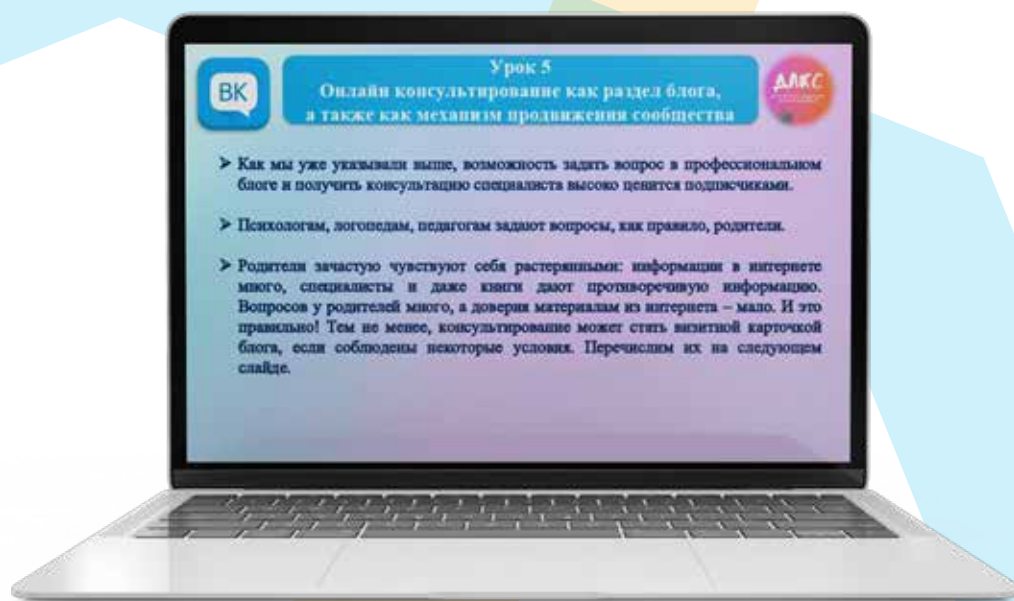 ВК
Урок 5
Онлайн консультирование как раздел блога,
а также как механизм продвижения сообщества
ДЛКС
➤ Как мы уже указывали выше, возможность задать вопрос в профессиональном
блоге и получить консультацию специалиста высоко ценится подписчиками.
➤ Психологам, логопедам, педагогам задают вопросы, как правило, родители.
➤ Родители зачастую чувствуют себя растерянными: информации в интернете
много, специалисты и даже книги дают противоречивую информацию.
Вопросов у родителей много, а доверия материалам из интернета – мало. И это
правильно! Тем не менее, консультирование может стать визитной карточкой
блога, если соблюдены некоторые условия. Перечислим их на следующем
слайде.